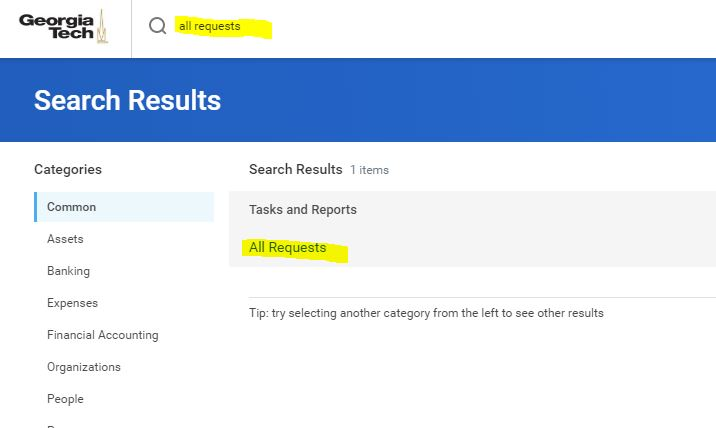 Georgia
Tech
all requests
Search Results
Categories
Common
Assets
Banking
Expenses
Financial Accounting
Organizations
People
Search Results 1 items
Tasks and Reports
All Requests
Tip: try selecting another category from the left to see other results